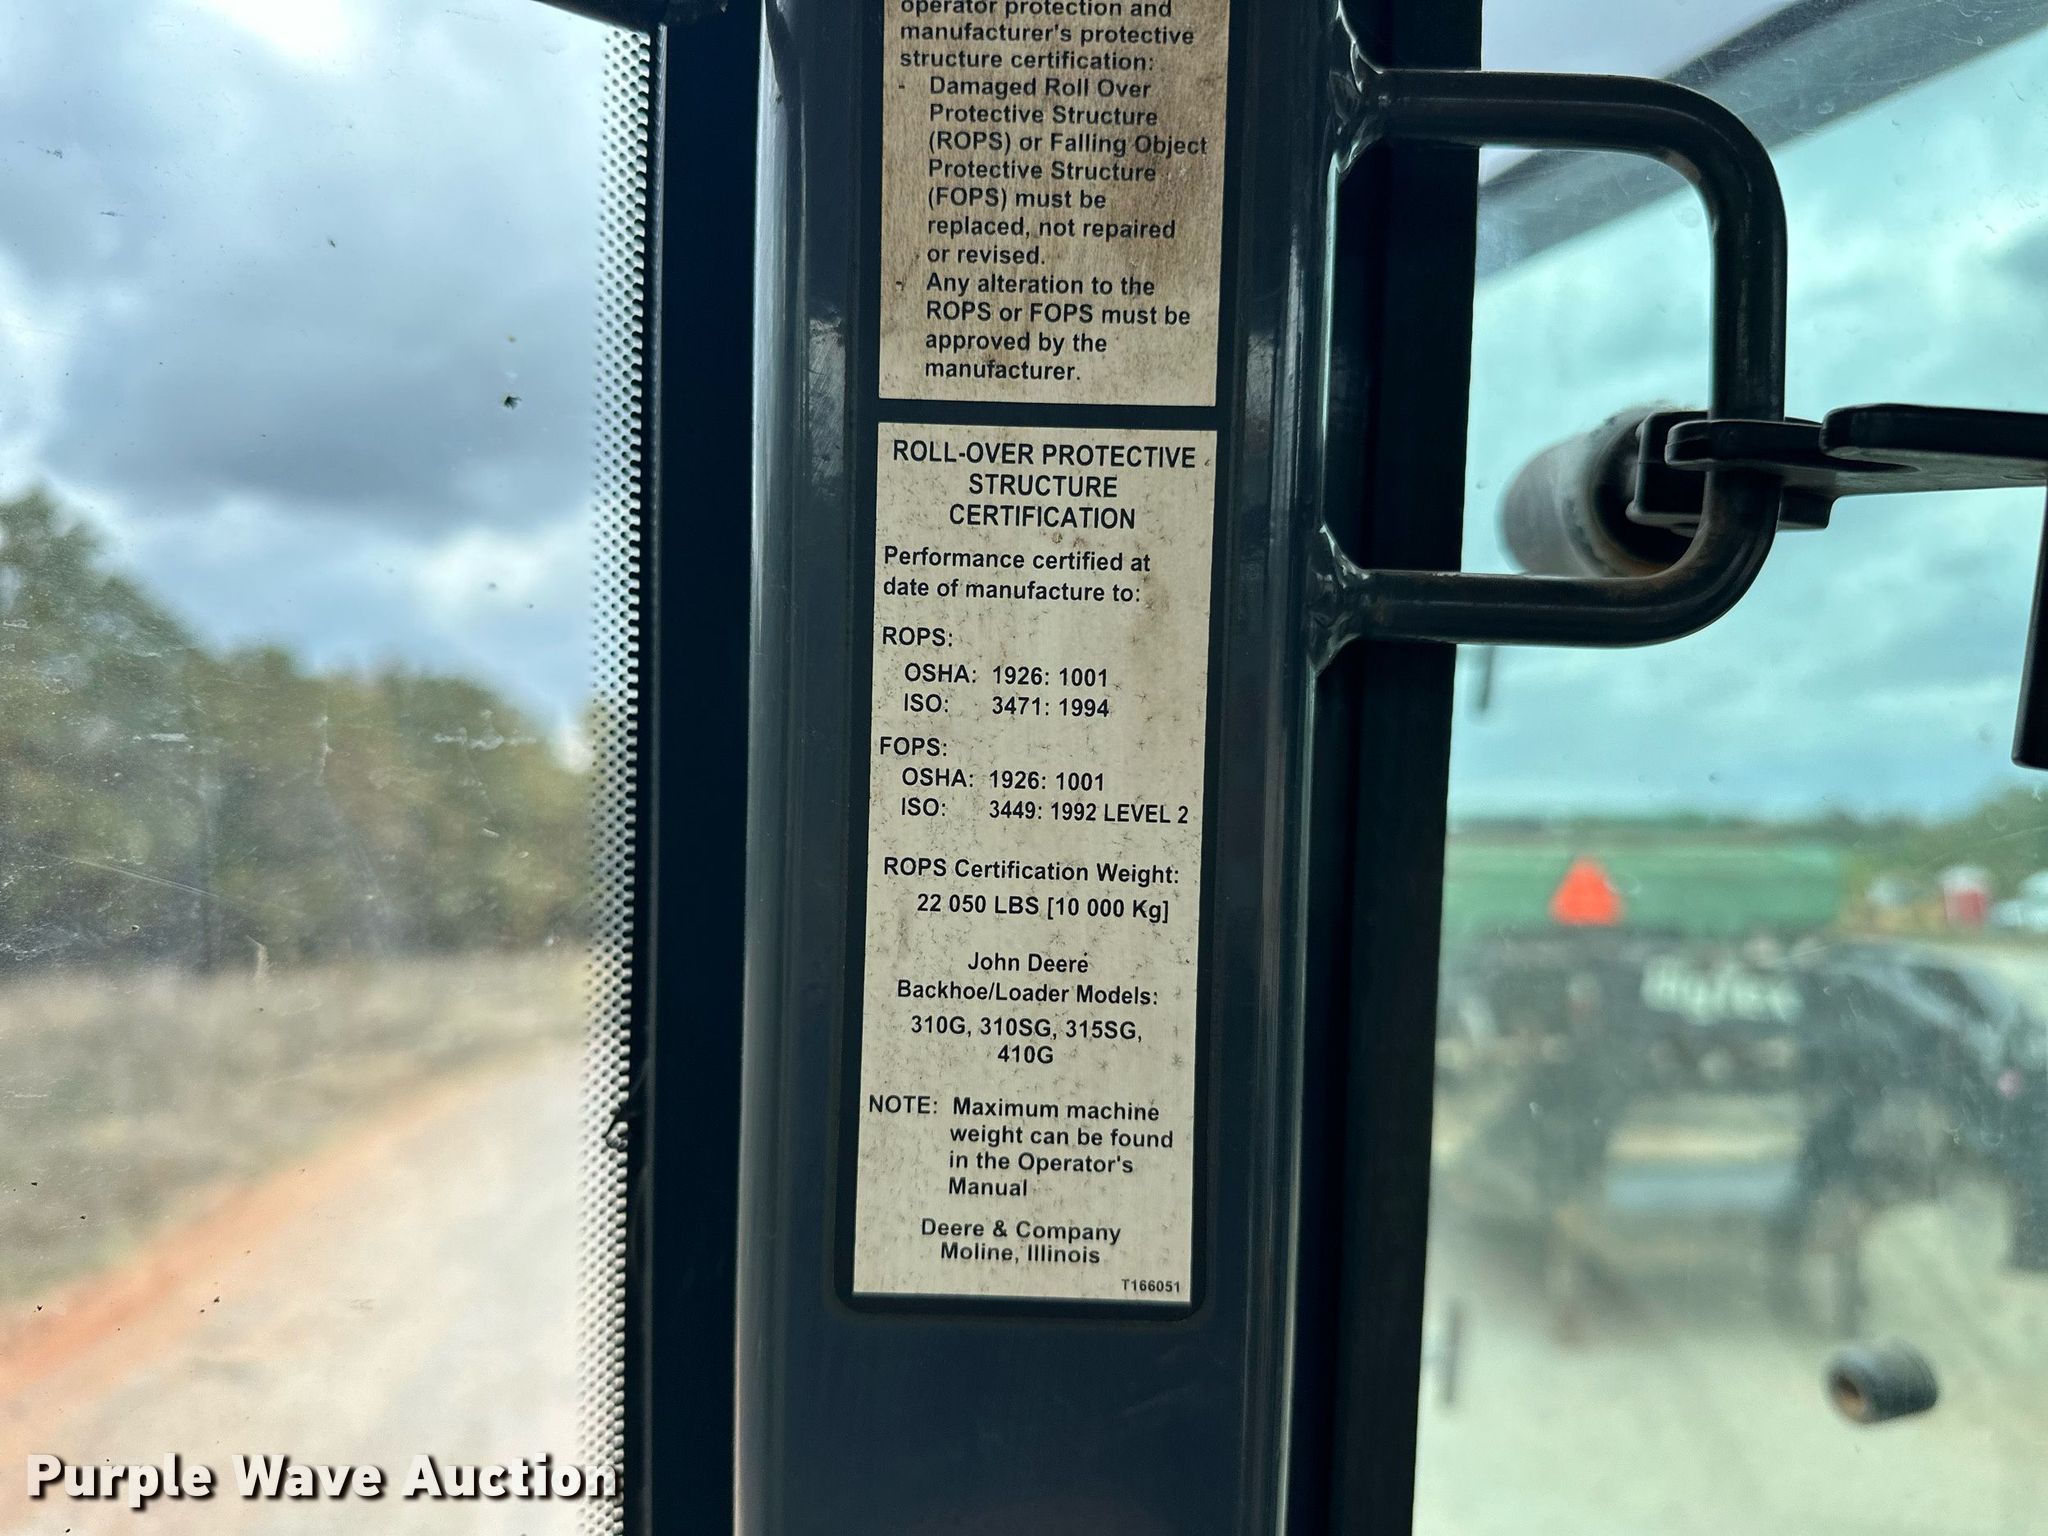 operator protection and
manufacturer's protective
structure certification:
- Damaged Roll Over
Protective Structure
(ROPS) or Falling Object
Protective Structure
(FOPS) must be
replaced, not repaired
or revised.
- Any alteration to the
ROPS or FOPS must be
approved by the
manufacturer.
ROLL-OVER PROTECTIVE
STRUCTURE
CERTIFICATION
Performance certified at
date of manufacture to:
ROPS:
OSHA: 1926: 1001
ISO: 3471: 1994
FOPS:
OSHA: 1926: 1001
ISO: 3449: 1992 LEVEL 2
ROPS Certification Weight:
22 050 LBS [10 000 Kg]
John Deere
Backhoe/Loader Models:
310G, 310SG, 315SG,
410G
NOTE: Maximum machine
weight can be found
in the Operator's
Manual
Deere & Company
Moline, Illinois
T166051
Purple Wave Auction